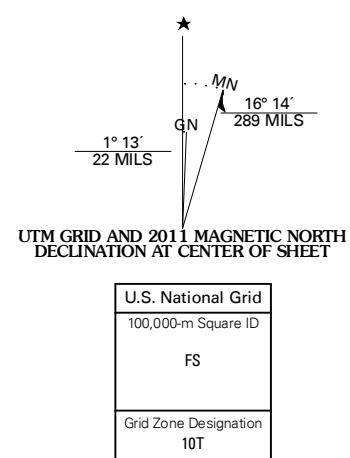 ★
MN
16° 14´
289 MILS
GN
1° 13´
22 MILS
UTM GRID AND 2011 MAGNETIC NORTH
DECLINATION AT CENTER OF SHEET
U.S. National Grid
100,000-m Square ID
FS
Grid Zone Designation
10T